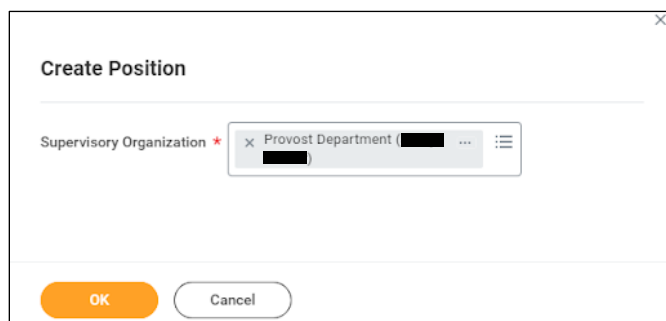 Create Position
Supervisory Organization *
× Provost Department (
)
OK
Cancel